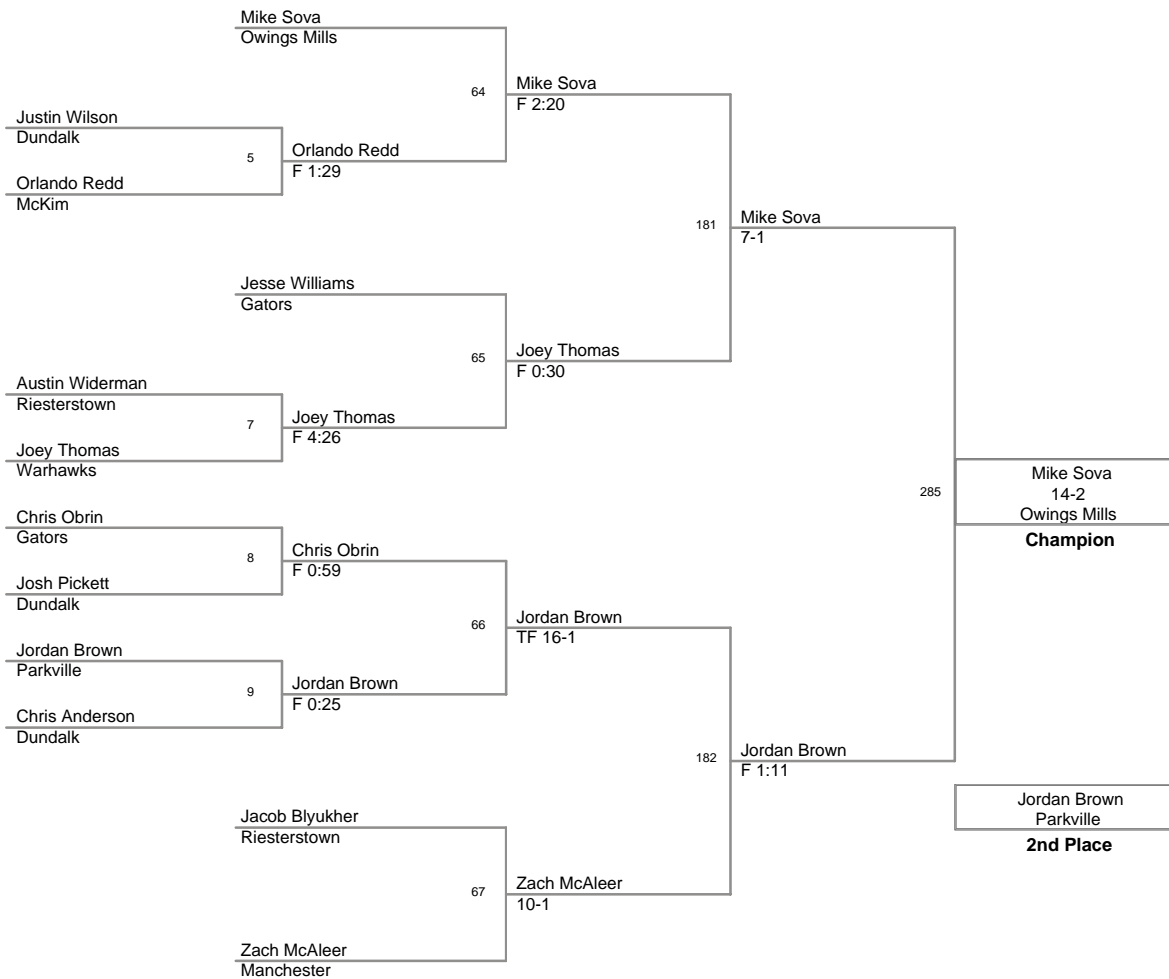 Mike Sova
Owings Mills
64
Mike Sova
F 2:20
Justin Wilson
Dundalk
5
Orlando Redd
F 1:29
Orlando Redd
McKim
181
Mike Sova
7-1
Jesse Williams
Gators
65
Joey Thomas
F 0:30
Austin Widerman
Riesterstown
7
Joey Thomas
F 4:26
Joey Thomas
Warhawks
285
Mike Sova
14-2
Owings Mills
Champion
Chris Obrin
Gators
8
Chris Obrin
F 0:59
Josh Pickett
Dundalk
66
Jordan Brown
TF 16-1
Jordan Brown
Parkville
9
Jordan Brown
F 0:25
Chris Anderson
Dundalk
182
Jordan Brown
F 1:11
Jordan Brown
Parkville
2nd Place
Jacob Blyukher
Riesterstown
67
Zach McAleer
10-1
Zach McAleer
Manchester